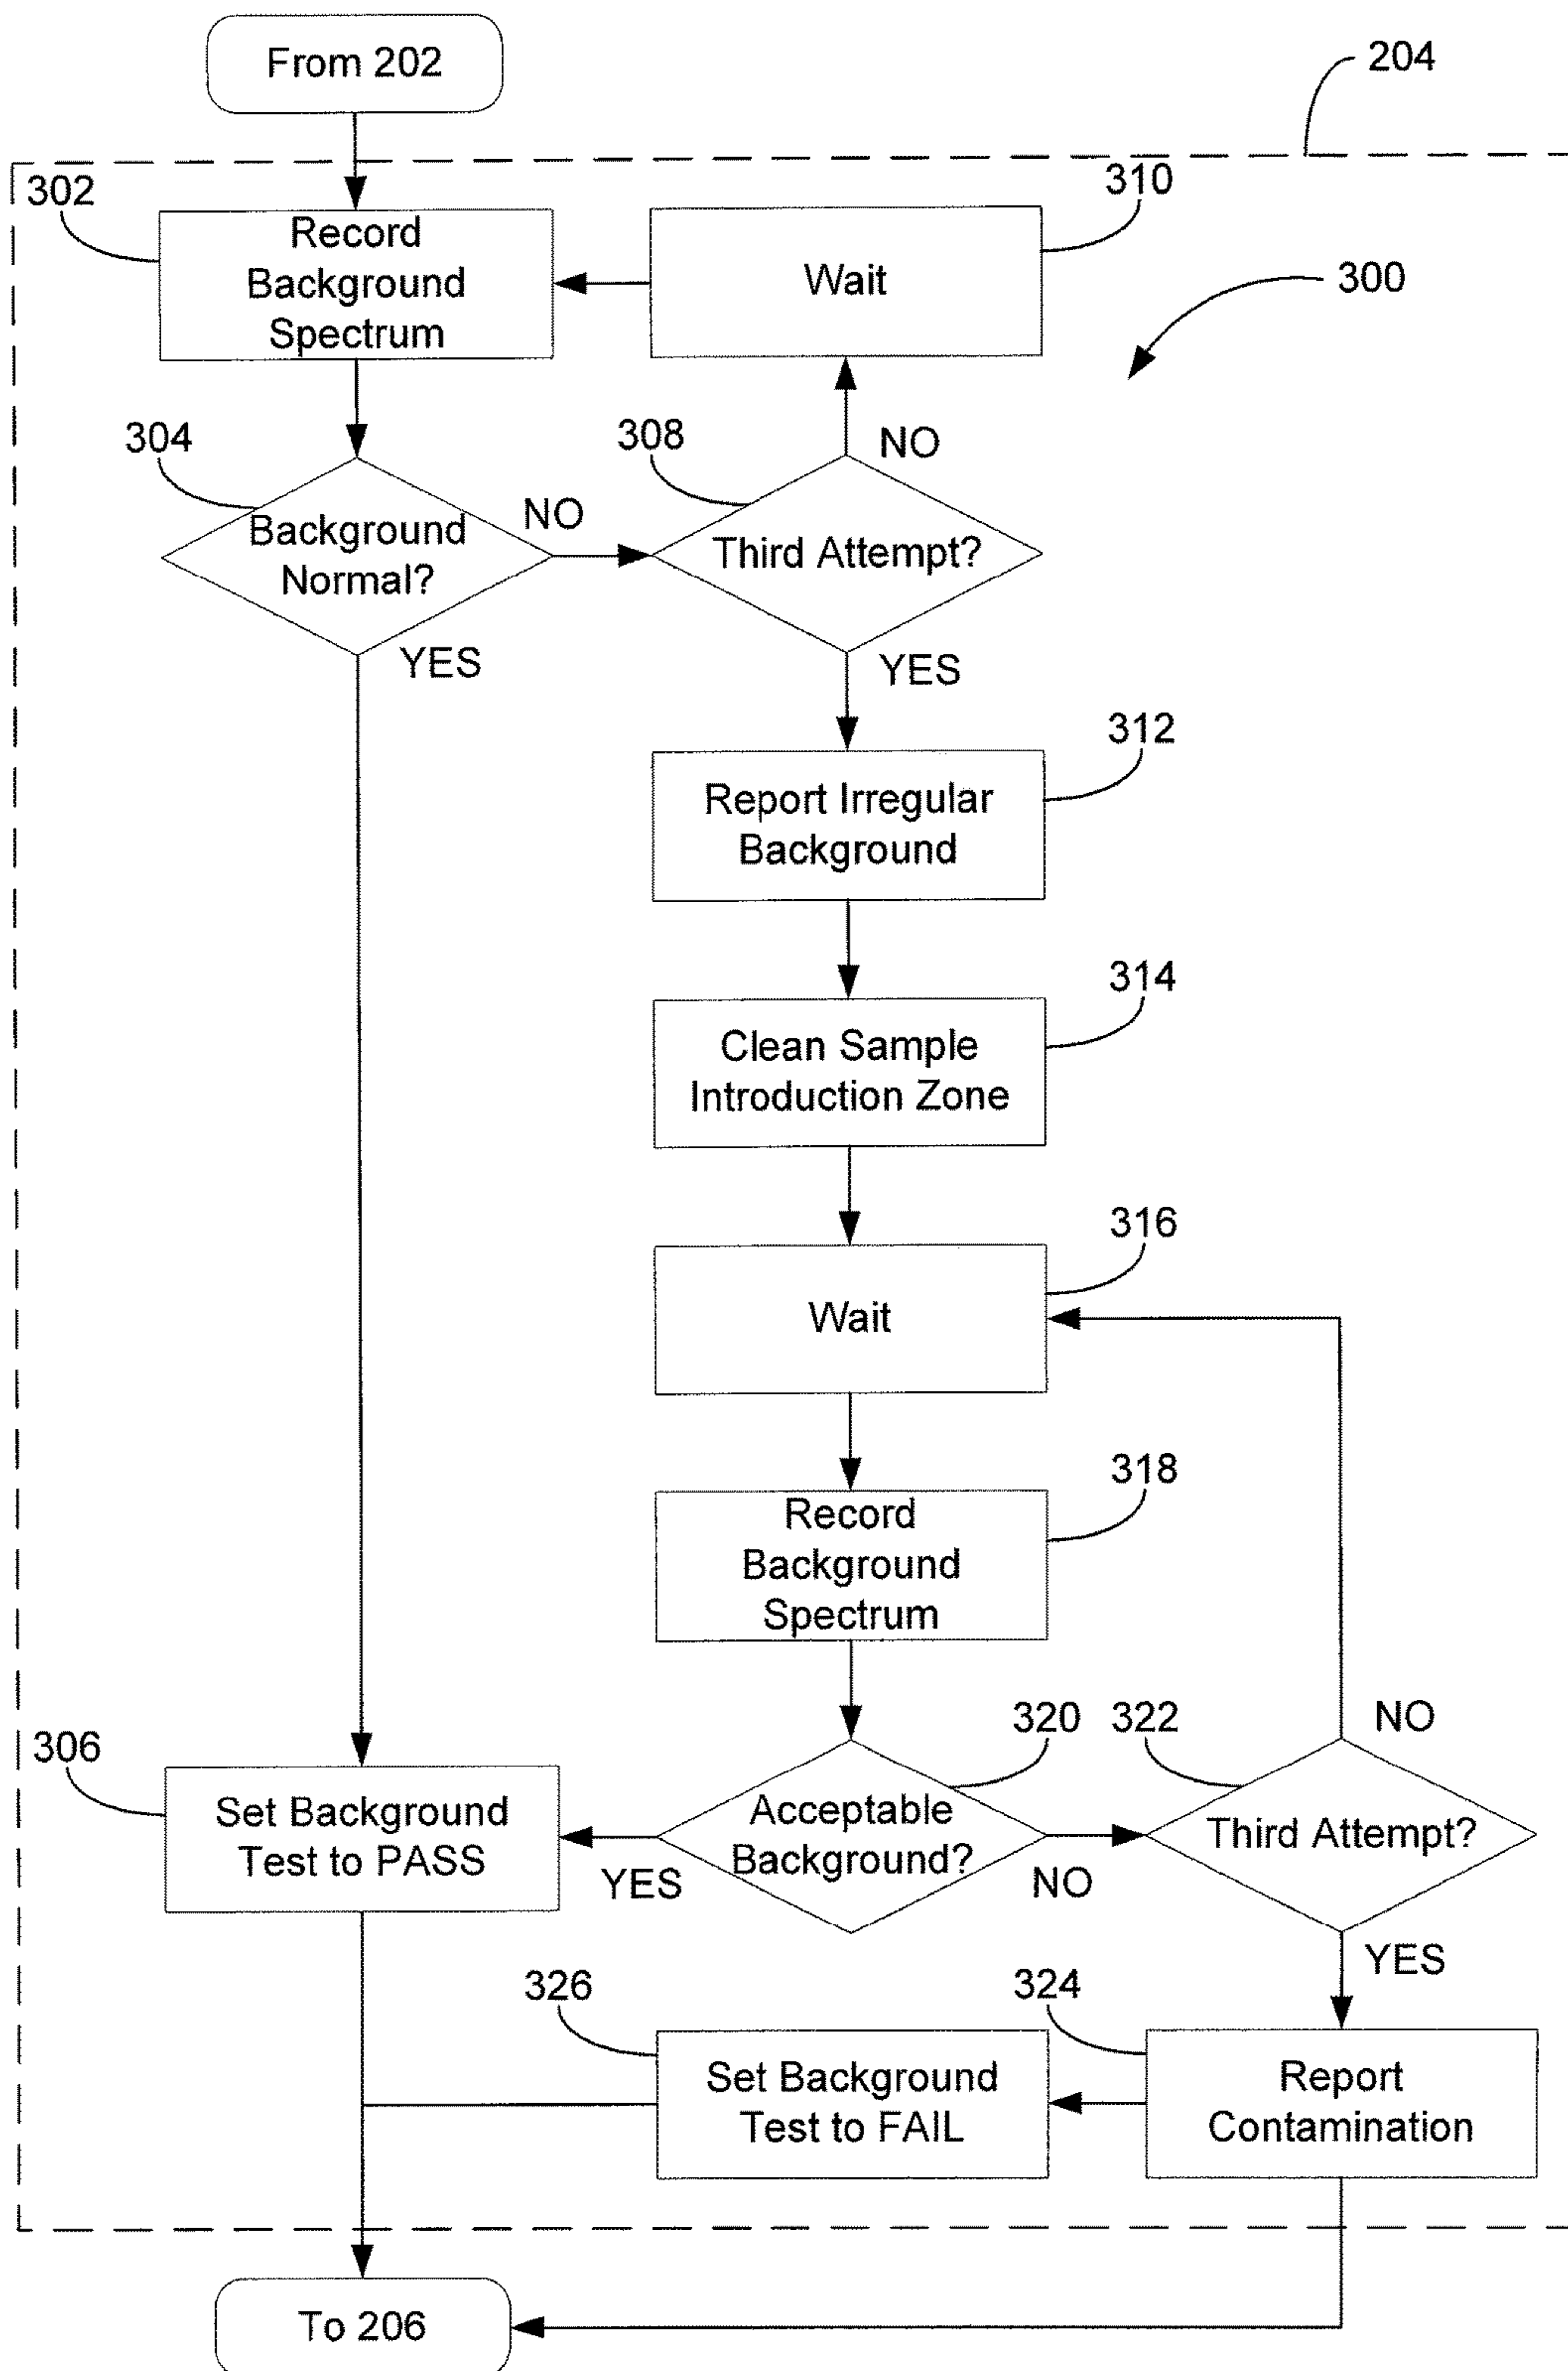 From 202
204
302
310
Record
Background
Spectrum
Wait
300
304
308
NO
Background
Normal?
NO
Third Attempt?
YES
YES
312
Report Irregular
Background
314
Clean Sample
Introduction Zone
316
Wait
318
Record
Background
Spectrum
320
322
NO
306
Set Background
Test to PASS
Acceptable
Background?
Third Attempt?
YES
NO
YES
326
324
Set Background
Test to FAIL
Report
Contamination
To 206